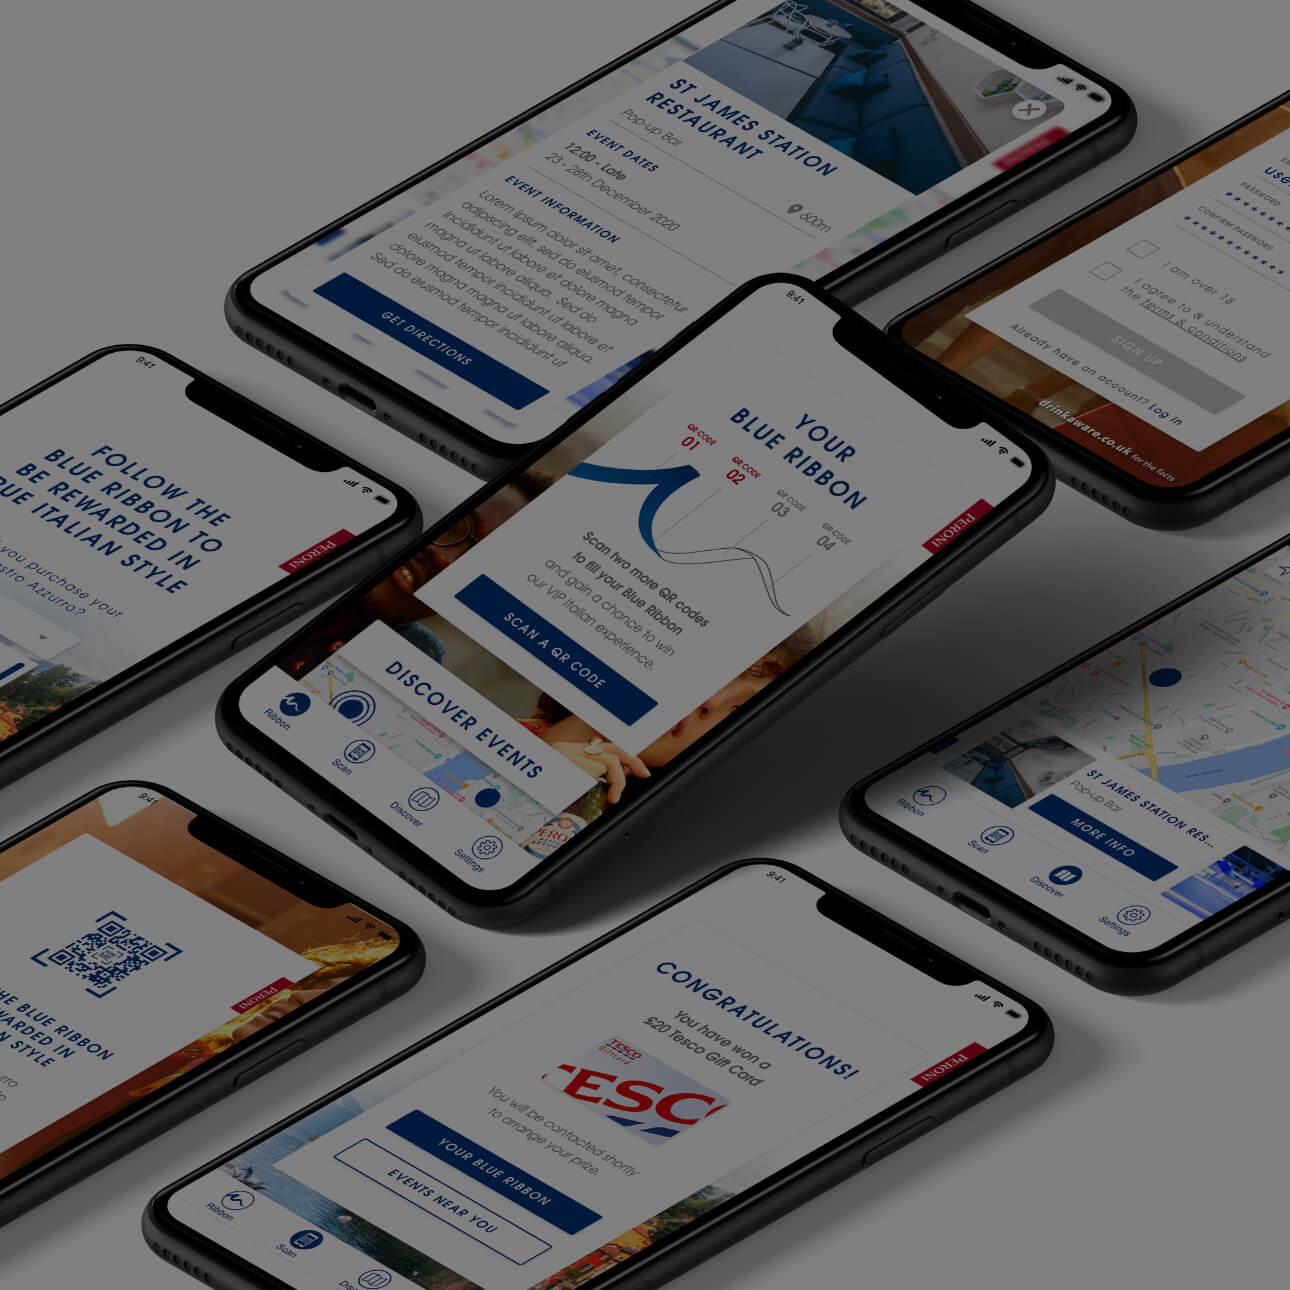 ST JAMES STATION
RESTAURANT
Pop-up Bar
600m
EVENT DATES
12:00 - Late
23 - 28th December 2020
EVENT INFORMATION
Lorem ipsum dolor sit amet, consectetur
adipiscing elit, sed do eiusmod tempor
incididunt ut labore et dolore magna
magna ut labore aliqua. Sed do
eiusmod tempor incididunt ut labore et
dolore magna magna ut labore aliqua.
Sed do eiusmod tempor incididunt ut
GET DIRECTIONS
PASSWORD
CONFIRM PASSWORD
I am over 18
I agree to & understand
the terms & conditions
SIGN UP
Already have an account? Log in
drinkaware.co.uk for the facts
9:41
FOLLOW THE
BLUE RIBBON TO
BE REWARDED IN
ITALIAN STYLE
you purchase your
Azzurro?
PERONI
9:41
YOUR
BLUE RIBBON
QR CODE
01
QR CODE
02
QR CODE
03
QR CODE
04
PERONI
Scan two more QR codes
to fill your Blue Ribbon
and gain a chance to win
our VIP Italian experience.
SCAN A QR CODE
DISCOVER EVENTS
Ribbon
Scan
Discover
Settings
ST JAMES STATION RES...
Pop-up Bar
MORE INFO
Ribbon
Scan
Discover
Settings
9:41
PERONI
THE BLUE RIBBON
REWARDED IN
STYLE
9:41
CONGRATULATIONS!
You have won a
£20 Tesco Gift Card
TESCO
Giftcard
TESCO
PERONI
You will be contacted shortly
to arrange your prize.
YOUR BLUE RIBBON
EVENTS NEAR YOU
Ribbon
Scan